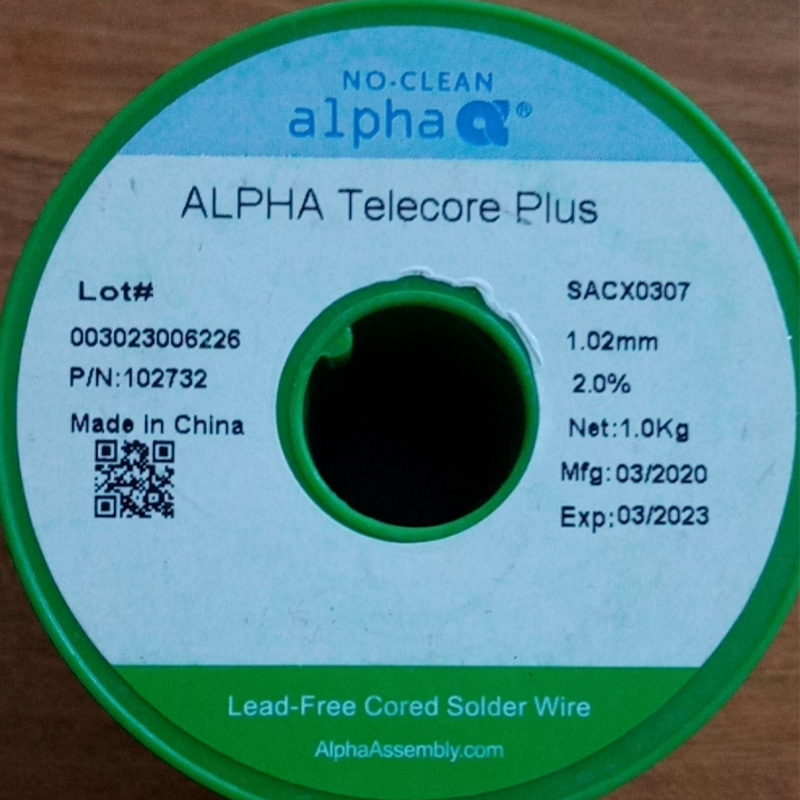 NO-CLEAN
alpha α®
ALPHA Telecore Plus
Lot#
003023006226
P/N:102732
Made in China
SACX0307
1.02mm
2.0%
Net:1.0Kg
Mfg:03/2020
Exp:03/2023
Lead-Free Cored Solder Wire
AlphaAssembly.com